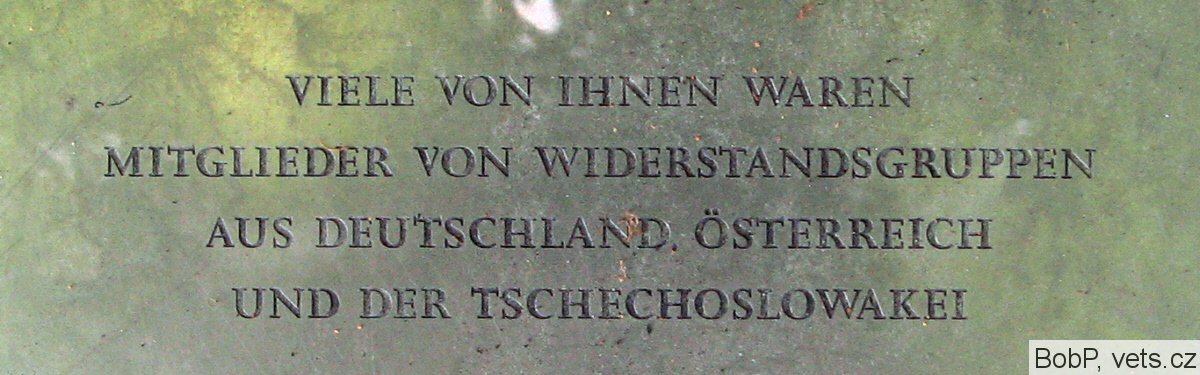 VIELE VON IHNEN WAREN
MITGLIEDER VON WIDERSTANDSGRUPPEN
AUS DEUTSCHLAND, ÖSTERREICH
UND DER TSCHECHOSLOWAKEI
BobP, vets.cz